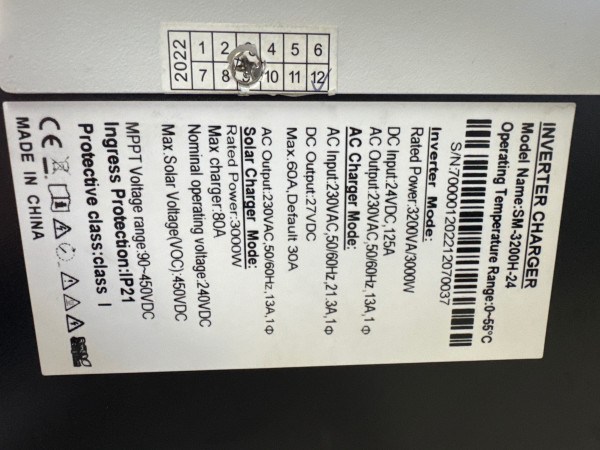 2022 1 2 4 5 6
7 8 10 11 12
INVERTER CHARGER
Model Name:SM-3200H-24
Operating Temperature Range:0~55°C
S/N:700001202212070037
Inverter Mode:
Rated Power:3200VA/3000W
DC Input:24VDC,125A
AC Output:230VAC,50/60Hz,13A,1Φ
AC Charger Mode:
AC Input:230VAC,50/60Hz,21.3A,1Φ
DC Output:27VDC
Max.60A,Default 30A
AC Output:230VAC,50/60Hz,13A,1Φ
Solar Charger Mode:
Rated Power:3000W
Max charger:80A
Nominal operating voltage:240VDC
Max.Solar Voltage(VOC):450VDC
MPPT Voltage range:90~450VDC
Ingress Protection:IP21
Protective class:class I
CE
MADE IN CHINA